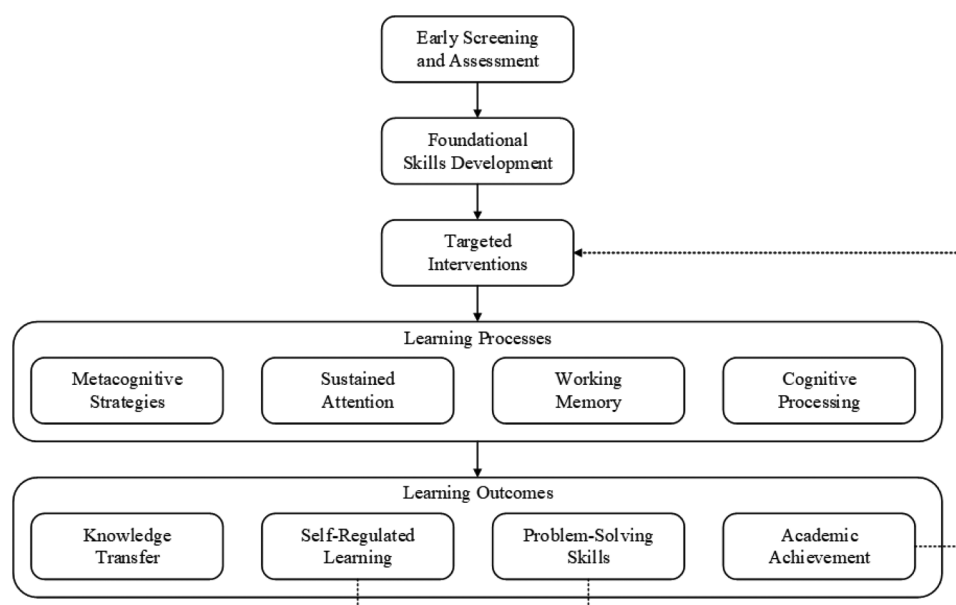 Early Screening
and Assessment
Foundational
Skills Development
Targeted
Interventions
Learning Processes
Metacognitive
Strategies
Sustained
Attention
Working
Memory
Cognitive
Processing
Learning Outcomes
Knowledge
Transfer
Self-Regulated
Learning
Problem-Solving
Skills
Academic
Achievement